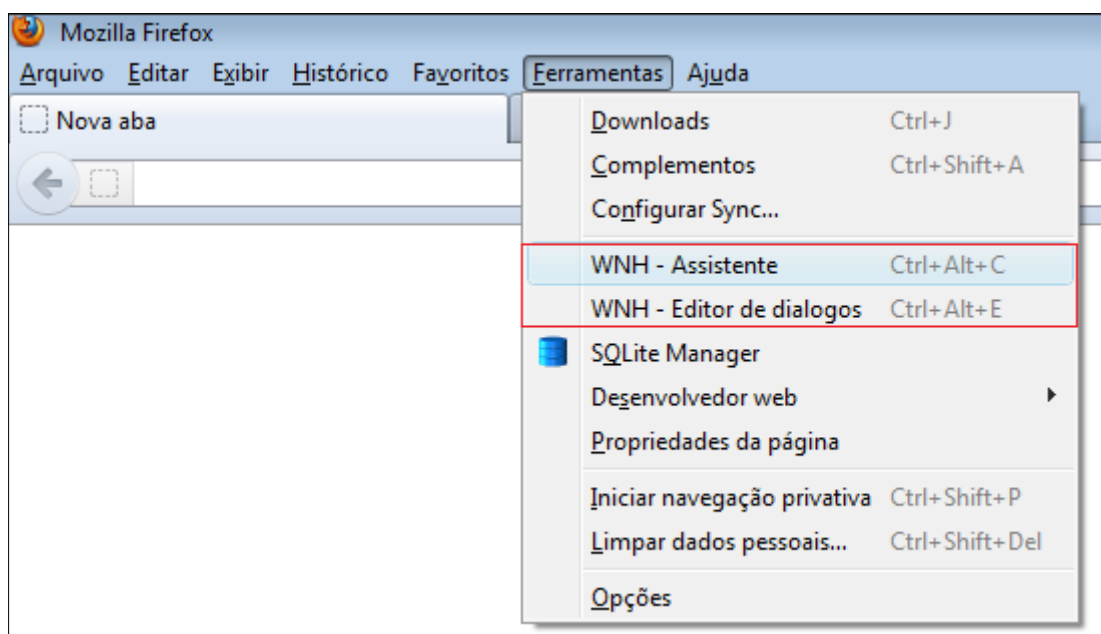 Mozilla Firefox
Arquivo Editar Exibir Histórico Favoritos Ferramentas Ajuda
Nova aba
Downloads Ctrl+J
Complementos Ctrl+Shift+A
Configurar Sync...
WNH - Assistente Ctrl+Alt+C
WNH - Editor de dialogos Ctrl+Alt+E
SQLite Manager
Desenvolvedor web
Propriedades da página
Iniciar navegação privativa Ctrl+Shift+P
Limpar dados pessoais... Ctrl+Shift+Del
Opções